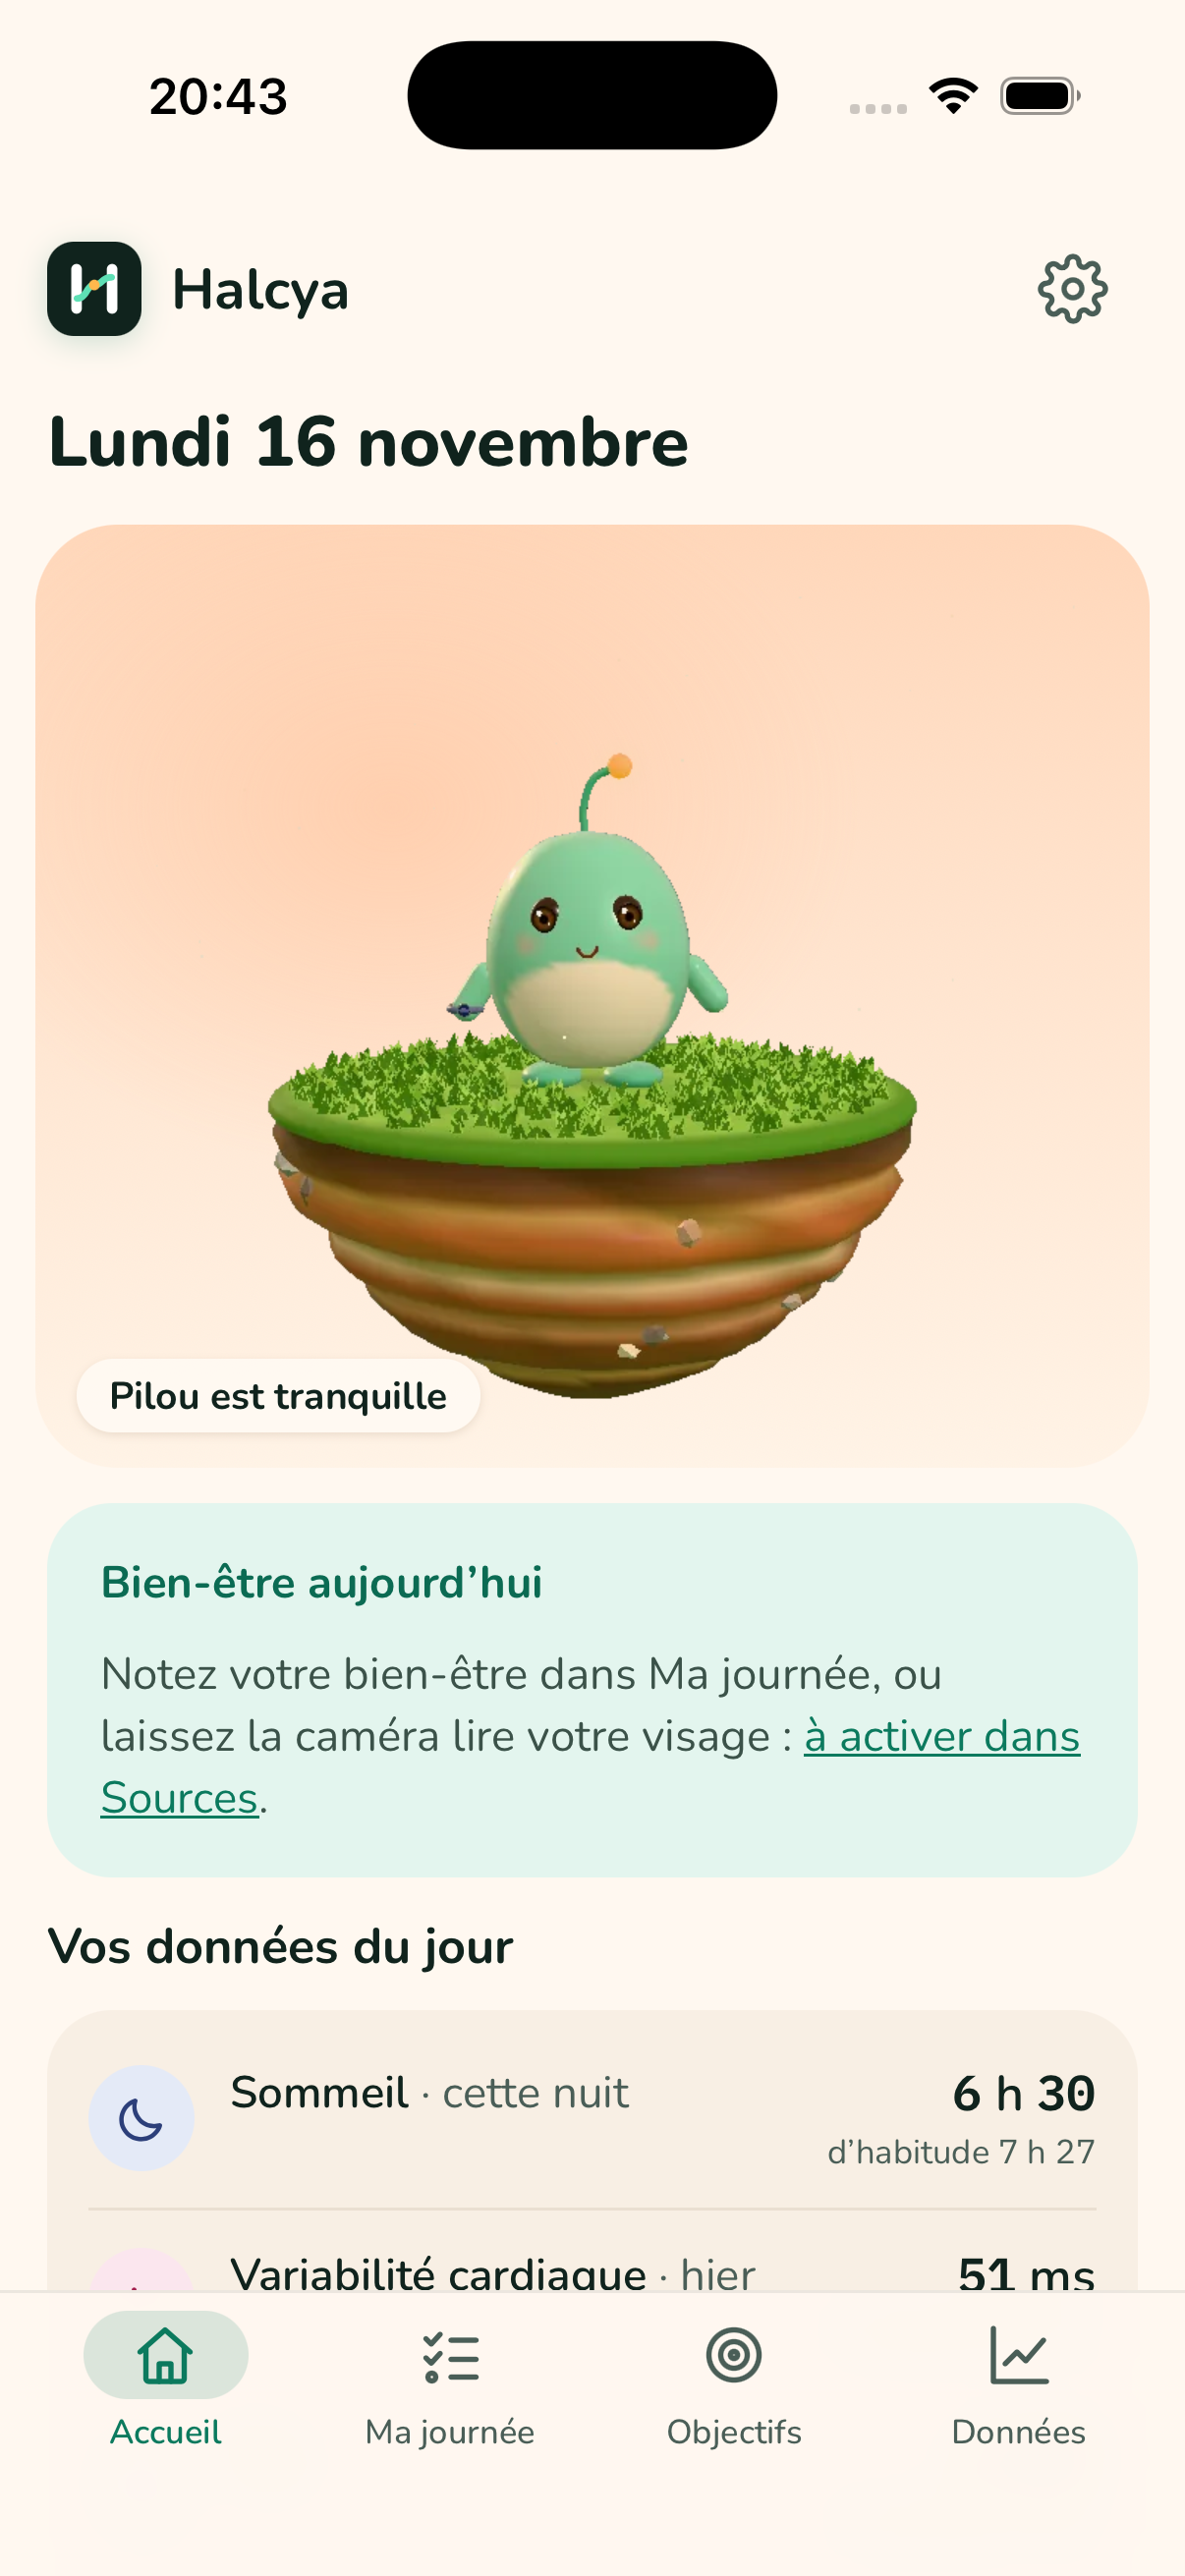 20:43
Halcya
Lundi 16 novembre
Pilou est tranquille
Bien-être aujourd’hui
Notez votre bien-être dans Ma journée, ou
laissez la caméra lire votre visage : à activer dans
Sources.
Vos données du jour
Sommeil · cette nuit
6 h 30
d’habitude 7 h 27
Variabilité cardiaque · hier
51 ms
Accueil
Ma journée
Objectifs
Données